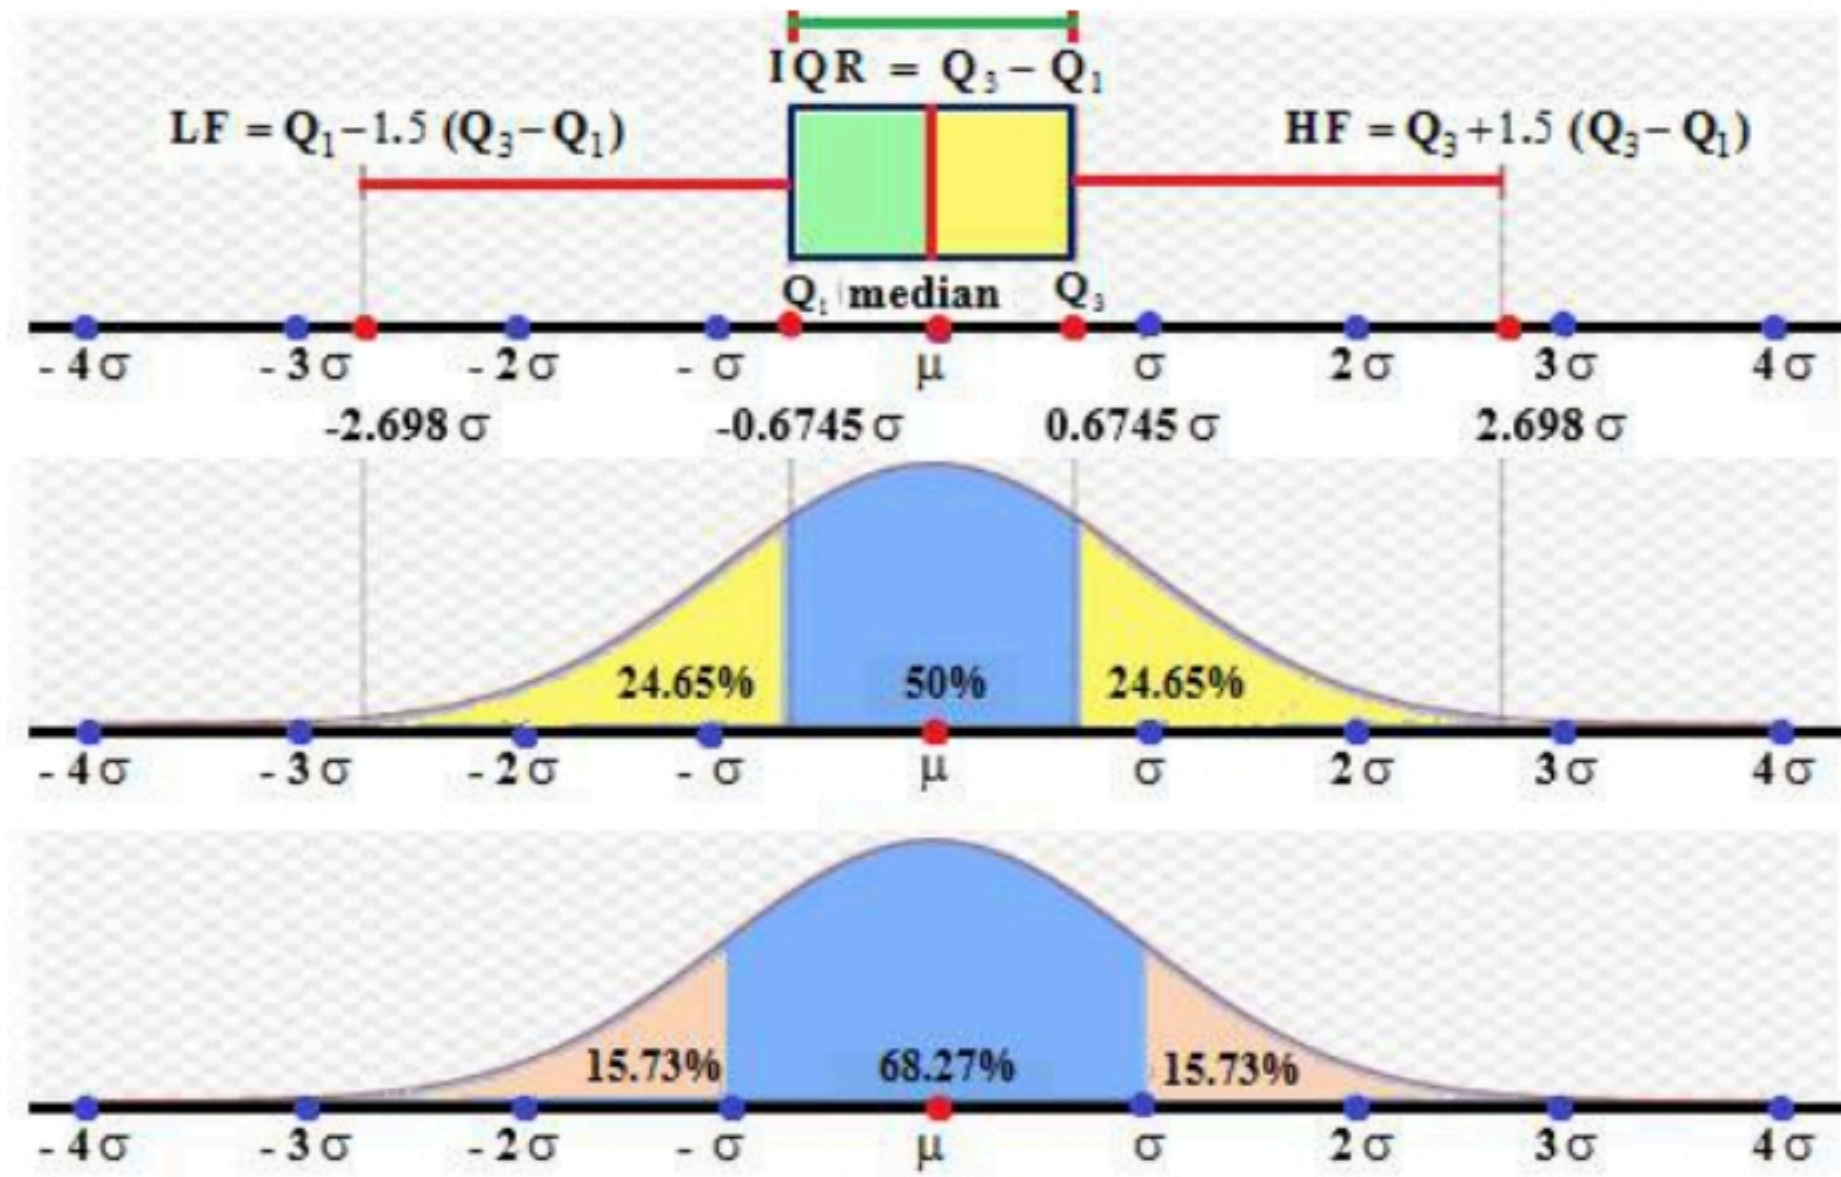 IQR = Q₃ − Q₁
LF = Q₁−1.5 (Q₃−Q₁)
HF = Q₃+1.5 (Q₃− Q₁)
Q₁ median Q₃
- 4σ - 3σ - 2σ - σ μ σ 2σ 3σ 4σ
-2.698 σ -0.6745 σ 0.6745 σ 2.698 σ
24.65% 50% 24.65%
- 4σ - 3σ - 2σ - σ μ σ 2σ 3σ 4σ
15.73% 68.27% 15.73%
- 4σ - 3σ - 2σ - σ μ σ 2σ 3σ 4σ